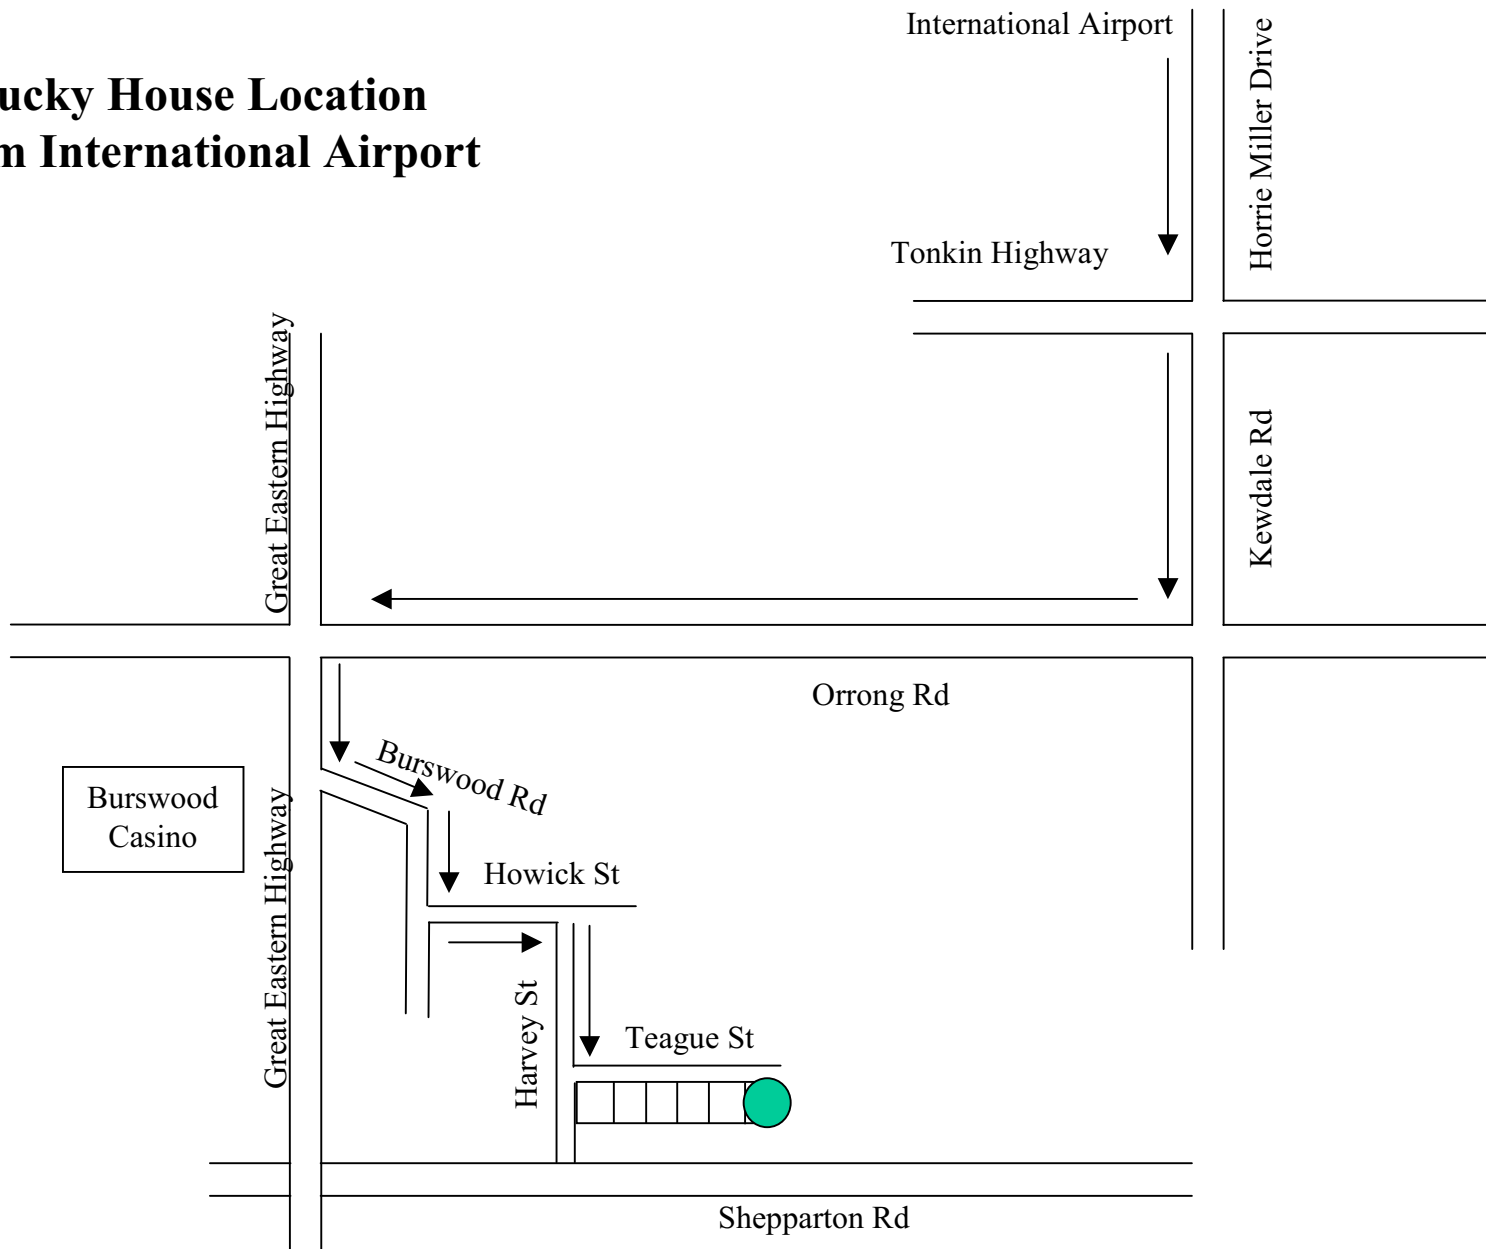 International Airport
ucky House Location
m International Airport
Horrie Miller Drive
Tonkin Highway
Great Eastern Highway
Kewdale Rd
Orrong Rd
Burswood Rd
Burswood
Casino
Great Eastern Highway
Howick St
Harvey St
Teague St
Shepparton Rd